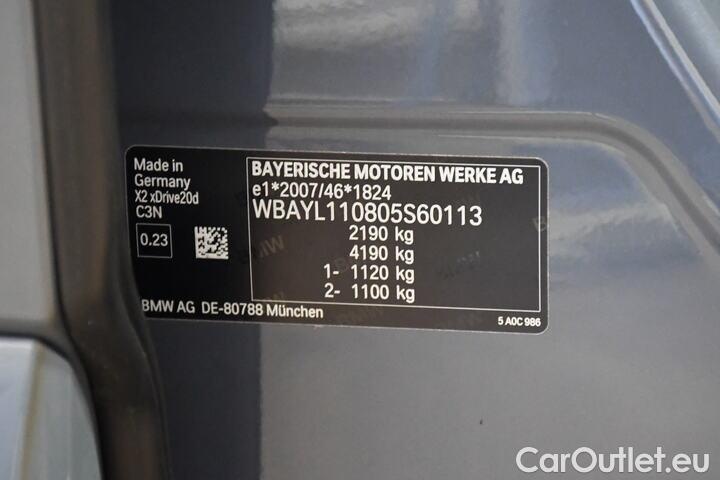 Made in
Germany
X2 xDrive20d
C3N
0.23
BAYERISCHE MOTOREN WERKE AG
e1*2007/46*1824
WBAYL110805S60113
2190 kg
4190 kg
1- 1120 kg
2- 1100 kg
BMW AG DE-80788 München
5 A0C 986
CarOutlet.eu